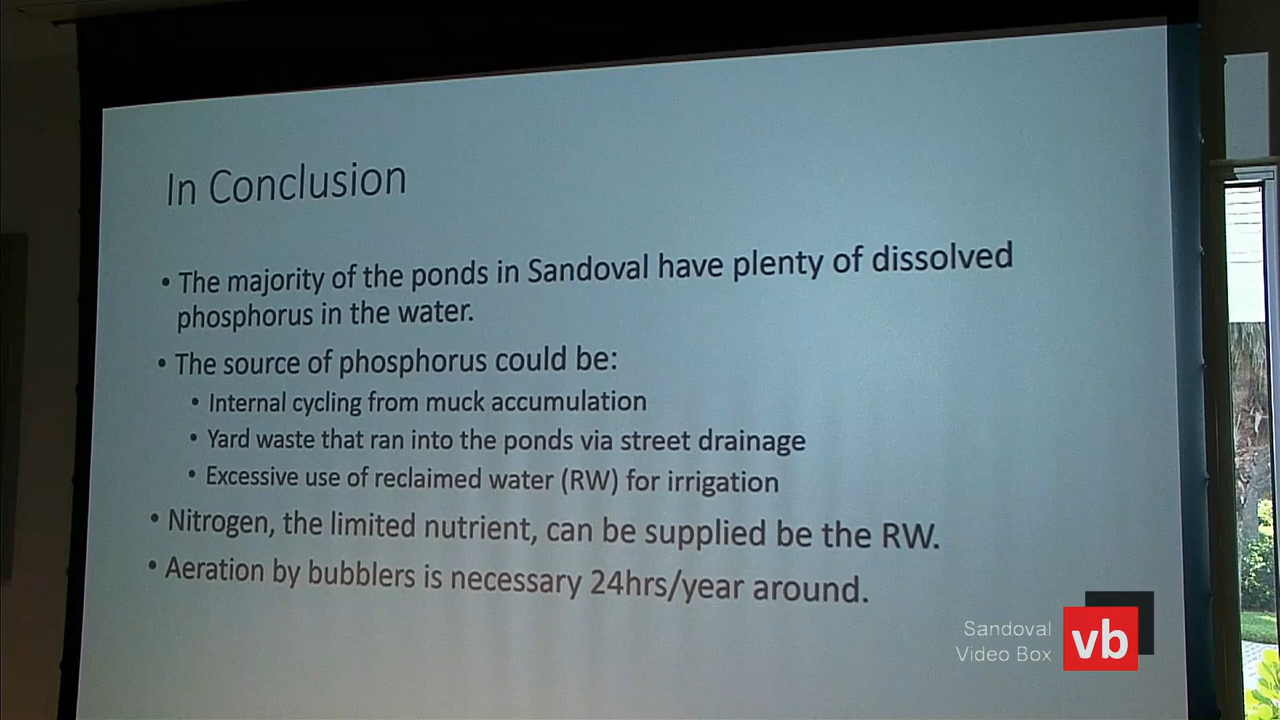 In Conclusion
• The majority of the ponds in Sandoval have plenty of dissolved
phosphorus in the water.
• The source of phosphorus could be:
• Internal cycling from muck accumulation
• Yard waste that ran into the ponds via street drainage
• Excessive use of reclaimed water (RW) for irrigation
• Nitrogen, the limited nutrient, can be supplied be the RW.
• Aeration by bubblers is necessary 24hrs/year around.
Sandoval
Video Box
vb